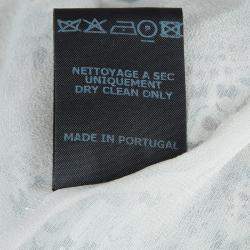 NETTOYAGE A SEC
UNIQUEMENT
DRY CLEAN ONLY
MADE IN PORTUGAL